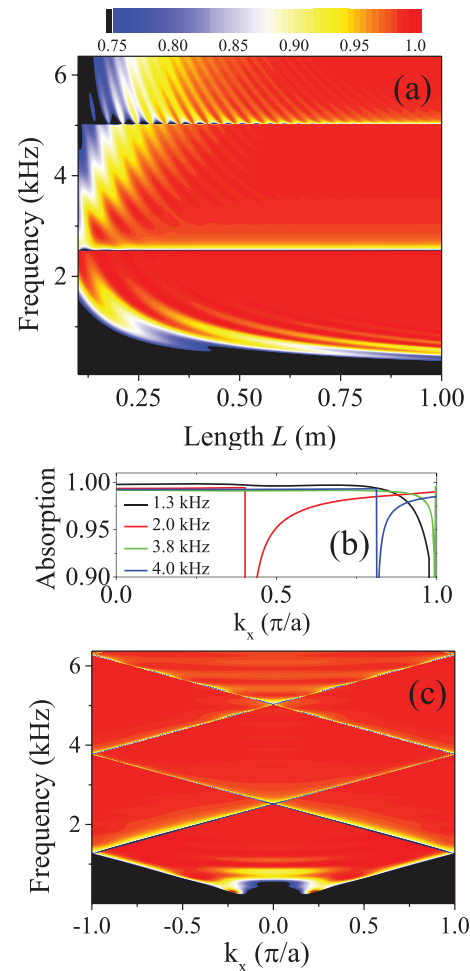 0.75 0.80 0.85 0.90 0.95 1.0
(a)
Frequency (kHz)
6
4
2
0.25 0.50 0.75 1.00
Length L (m)
Absorption
1.00
0.95
0.90
1.3 kHz
2.0 kHz
3.8 kHz
4.0 kHz
(b)
0.0 0.5 1.0
kₓ (π/a)
(c)
Frequency (kHz)
6
4
2
-1.0 -0.5 0.0 0.5 1.0
kₓ (π/a)